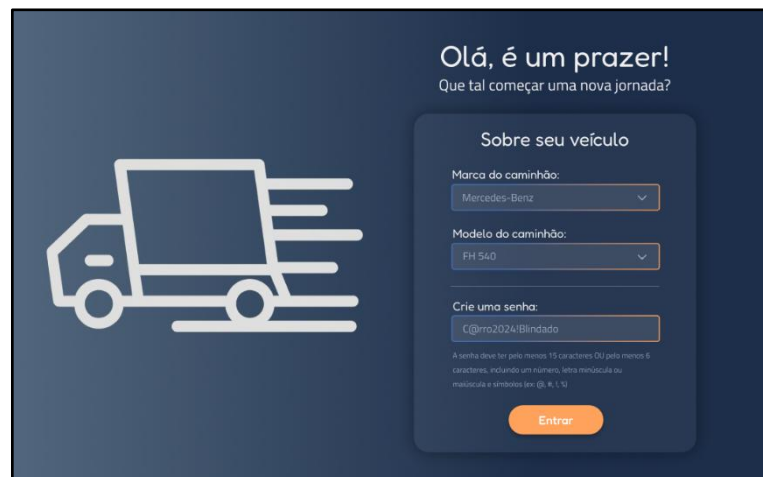 Olá, é um prazer!
Que tal começar uma nova jornada?
Sobre seu veículo
Marca do caminhão:
Mercedes-Benz
Modelo do caminhão:
FH 540
Crie uma senha:
C@rro2024!Blindado
A senha deve ter pelo menos 15 caracteres OU pelo menos 6
caracteres, incluindo um número, letra minúscula ou
maiúscula e símbolos (ex: @, #, !, %)
Entrar